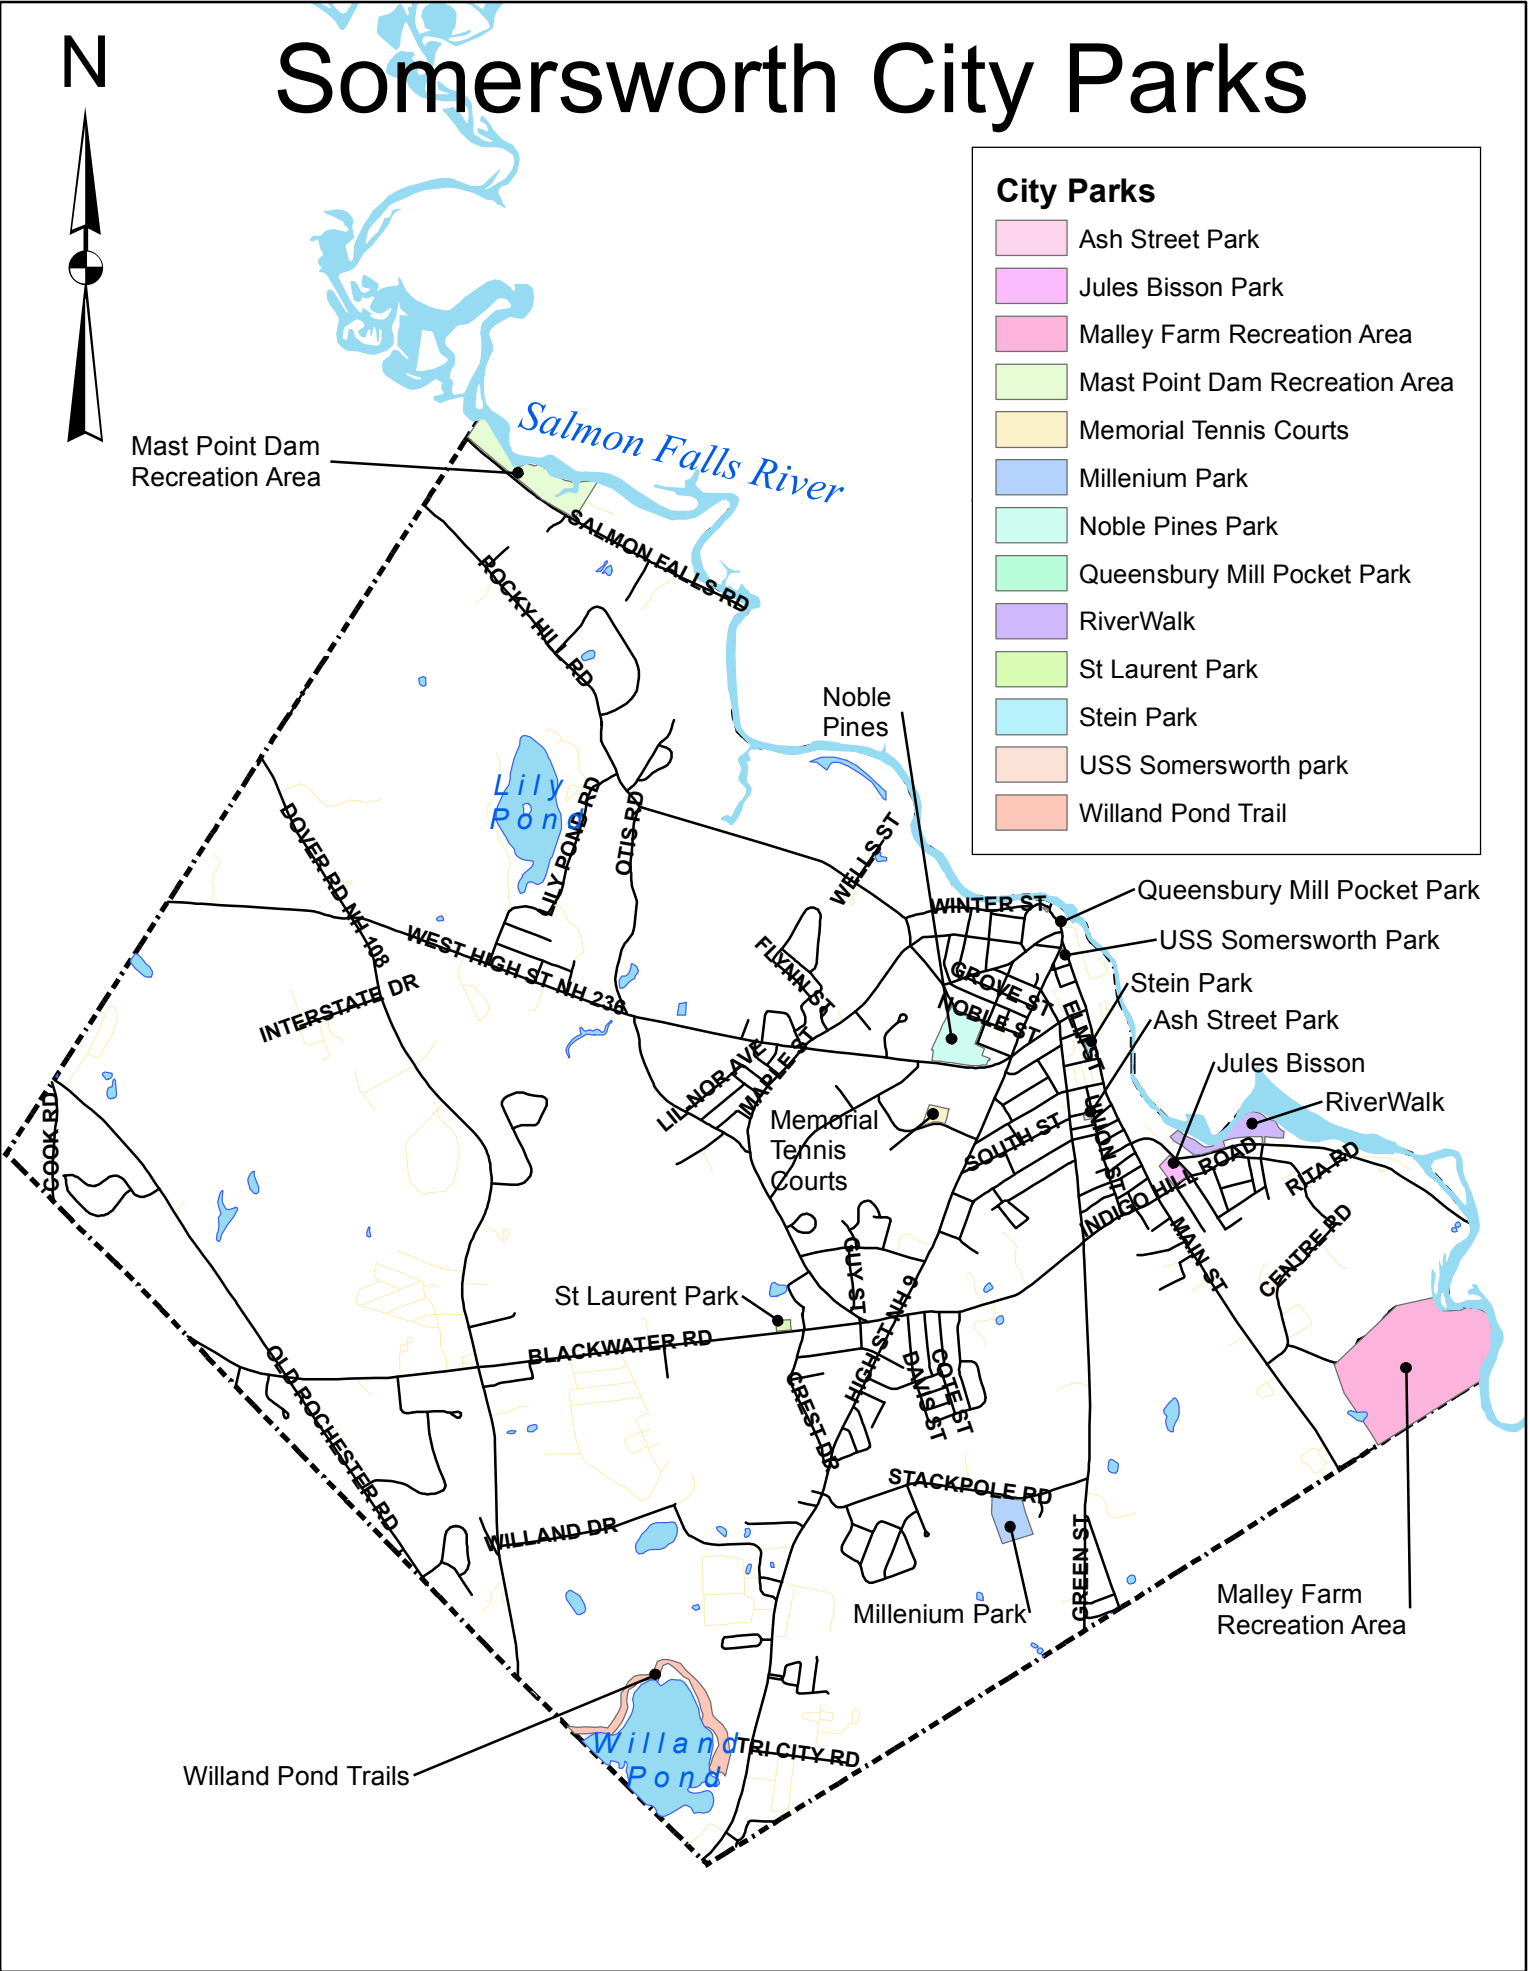 N
Somersworth City Parks
City Parks
Ash Street Park
Jules Bisson Park
Malley Farm Recreation Area
Mast Point Dam Recreation Area
Memorial Tennis Courts
Millenium Park
Noble Pines Park
Queensbury Mill Pocket Park
RiverWalk
St Laurent Park
Stein Park
USS Somersworth park
Willand Pond Trail
Salmon Falls River
Mast Point Dam
Recreation Area
SALMON FALLS RD
ROCKY HILL RD
Noble
Pines
Lily
Pond
LILY POND RD
OTIS RD
DOVER RD NH 108
WELLS ST
WINTER ST
Queensbury Mill Pocket Park
USS Somersworth Park
Stein Park
Ash Street Park
Jules Bisson
RiverWalk
WEST HIGH ST NH 236
FLYNN ST
GROVE ST
NOBLE ST
ELM ST
INTERSTATE DR
LILNOR AVE
MAPLE ST
COOK RD
Memorial
Tennis
Courts
SOUTH ST
UNION ST
INDIGO HILL ROAD
RITA RD
CENTRE RD
MAIN ST
GUY ST
HIGH ST NH 9
St Laurent Park
BLACKWATER RD
OLD ROCHESTER RD
CREST DR
DAVIS ST
COTE ST
STACKPOLE RD
WILLAND DR
GREEN ST
Millenium Park
Malley Farm
Recreation Area
Willand
Pond
TRI CITY RD
Willand Pond Trails